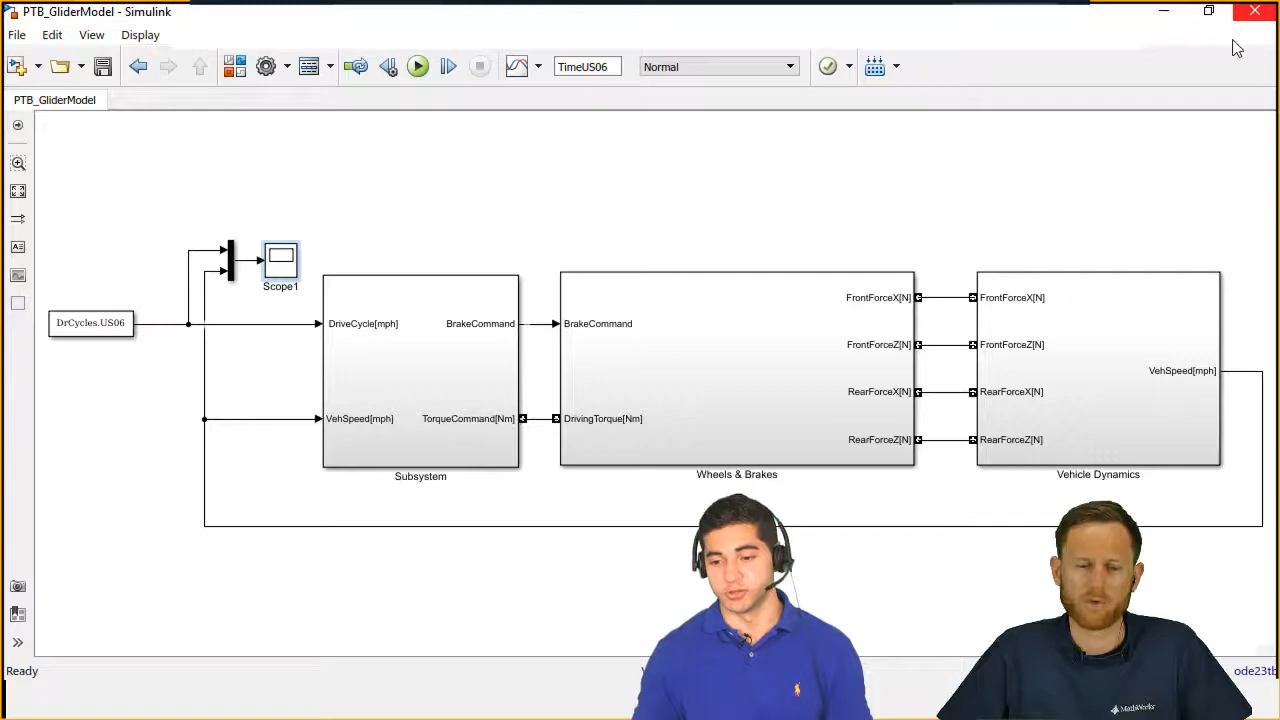 PTB_GliderModel - Simulink
File Edit View Display
TimeUS06 Normal
PTB_GliderModel
Scope1
DrCycles.US06
DriveCycle[mph]
BrakeCommand
VehSpeed[mph]
TorqueCommand[Nm]
Subsystem
BrakeCommand
DrivingTorque[Nm]
FrontForceX[N]
FrontForceZ[N]
RearForceX[N]
RearForceZ[N]
Wheels & Brakes
FrontForceX[N]
FrontForceZ[N]
RearForceX[N]
RearForceZ[N]
VehSpeed[mph]
Vehicle Dynamics
MathWorks
Ready
ode23tb